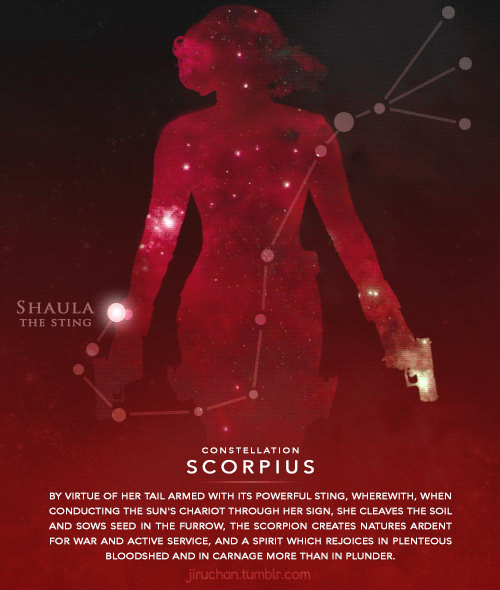 SHAULA
THE STING
CONSTELLATION
SCORPIUS
BY VIRTUE OF HER TAIL ARMED WITH ITS POWERFUL STING, WHEREWITH, WHEN
CONDUCTING THE SUN'S CHARIOT THROUGH HER SIGN, SHE CLEAVES THE SOIL
AND SOWS SEED IN THE FURROW, THE SCORPION CREATES NATURES ARDENT
FOR WAR AND ACTIVE SERVICE, AND A SPIRIT WHICH REJOICES IN PLENTEOUS
BLOODSHED AND IN CARNAGE MORE THAN IN PLUNDER.
jiruchan.tumblr.com